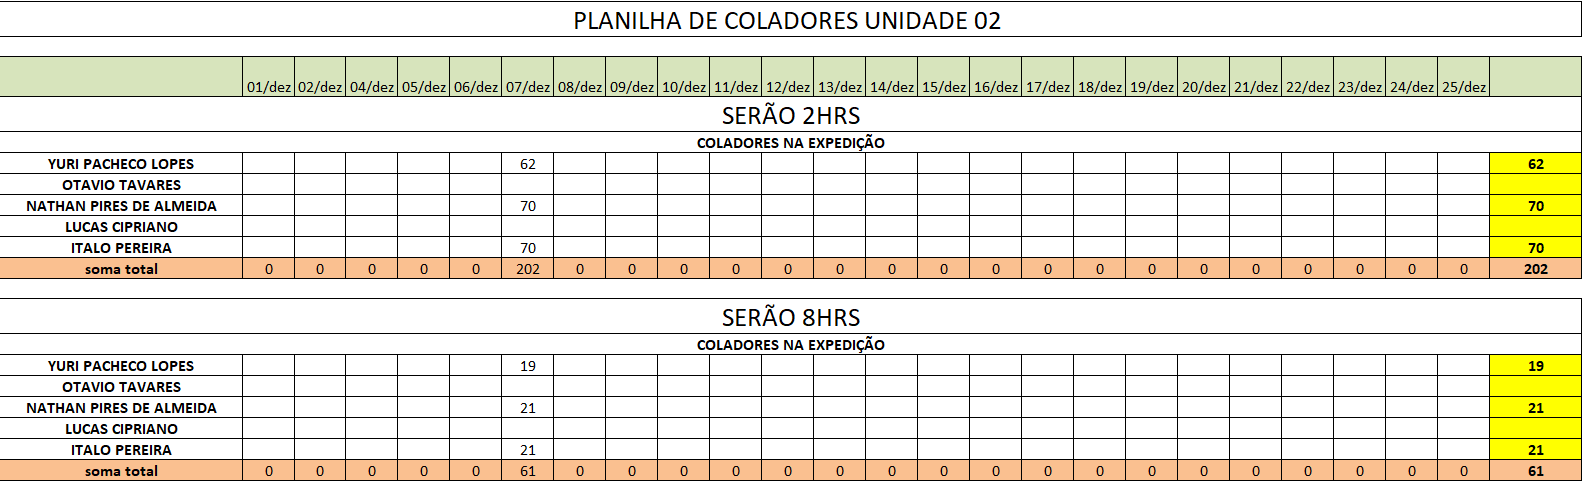 PLANILHA DE COLADORES UNIDADE 02
01/dez 02/dez 04/dez 05/dez 06/dez 07/dez 08/dez 09/dez 10/dez 11/dez 12/dez 13/dez 14/dez 15/dez 16/dez 17/dez 18/dez 19/dez 20/dez 21/dez 22/dez 23/dez 24/dez 25/dez
SERÃO 2HRS
COLADORES NA EXPEDIÇÃO
YURI PACHECO LOPES 62 62
OTAVIO TAVARES
NATHAN PIRES DE ALMEIDA 70 70
LUCAS CIPRIANO
ITALO PEREIRA 70 70
soma total 0 0 0 0 0 202 0 0 0 0 0 0 0 0 0 0 0 0 0 0 0 0 0 0 202
SERÃO 8HRS
COLADORES NA EXPEDIÇÃO
YURI PACHECO LOPES 19 19
OTAVIO TAVARES
NATHAN PIRES DE ALMEIDA 21 21
LUCAS CIPRIANO
ITALO PEREIRA 21 21
soma total 0 0 0 0 0 61 0 0 0 0 0 0 0 0 0 0 0 0 0 0 0 0 0 0 61